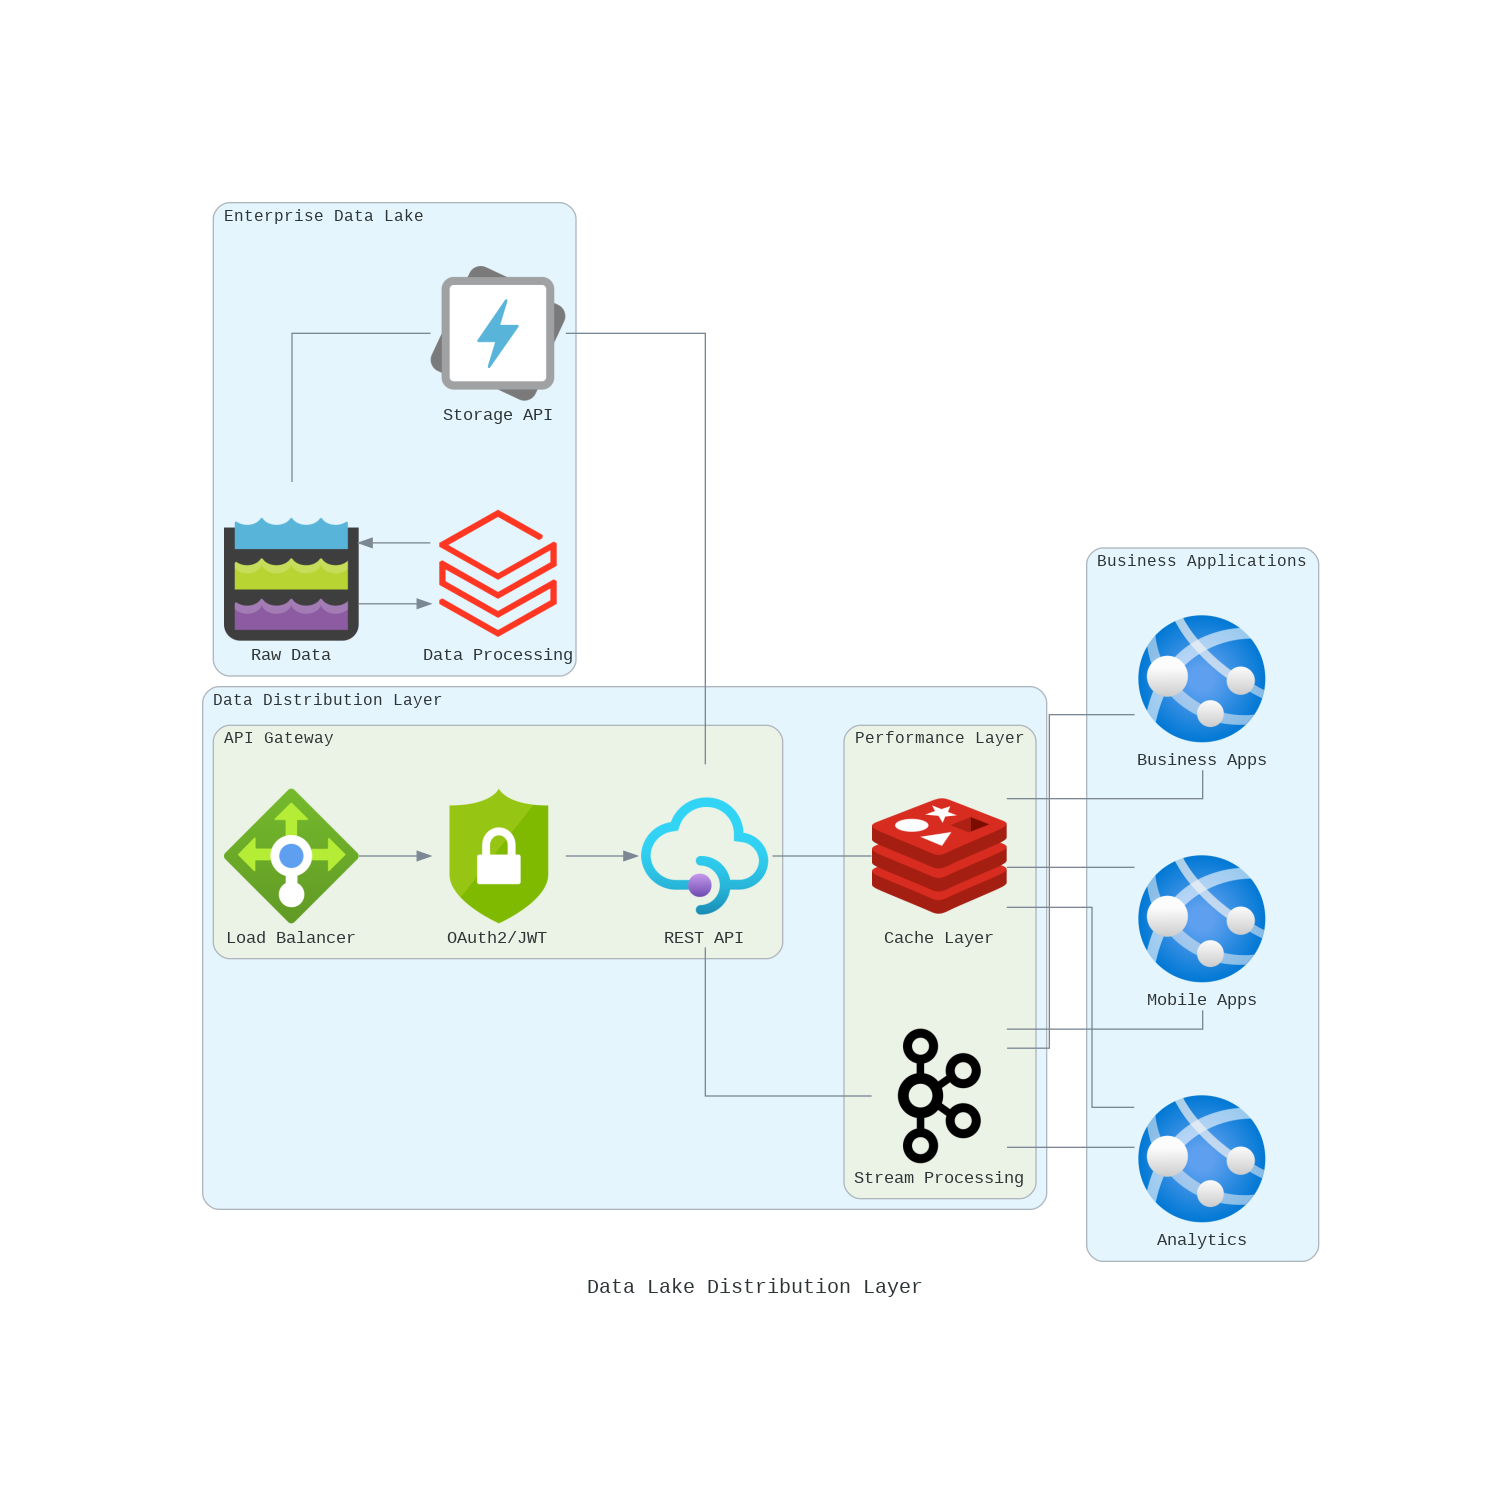 Enterprise Data Lake
Storage API
Raw Data
Data Processing
Data Distribution Layer
API Gateway
Load Balancer
OAuth2/JWT
REST API
Performance Layer
Cache Layer
Stream Processing
Business Applications
Business Apps
Mobile Apps
Analytics
Data Lake Distribution Layer